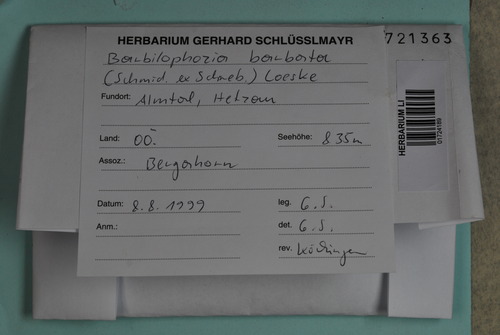 HERBARIUM GERHARD SCHLÜSSLMAYR
721363
Barbilophozia barbata
(Schmid. ex Schreb.) Loeske
Fundort: Almtal, Hetzau
Land: OÖ. Seehöhe: 835m
Assoz.: Bergahorn
Datum: 8.8.1999 leg. G.S.
Anm.: det. G.S.
rev. Köckinger
HERBARIUM LI
01724189